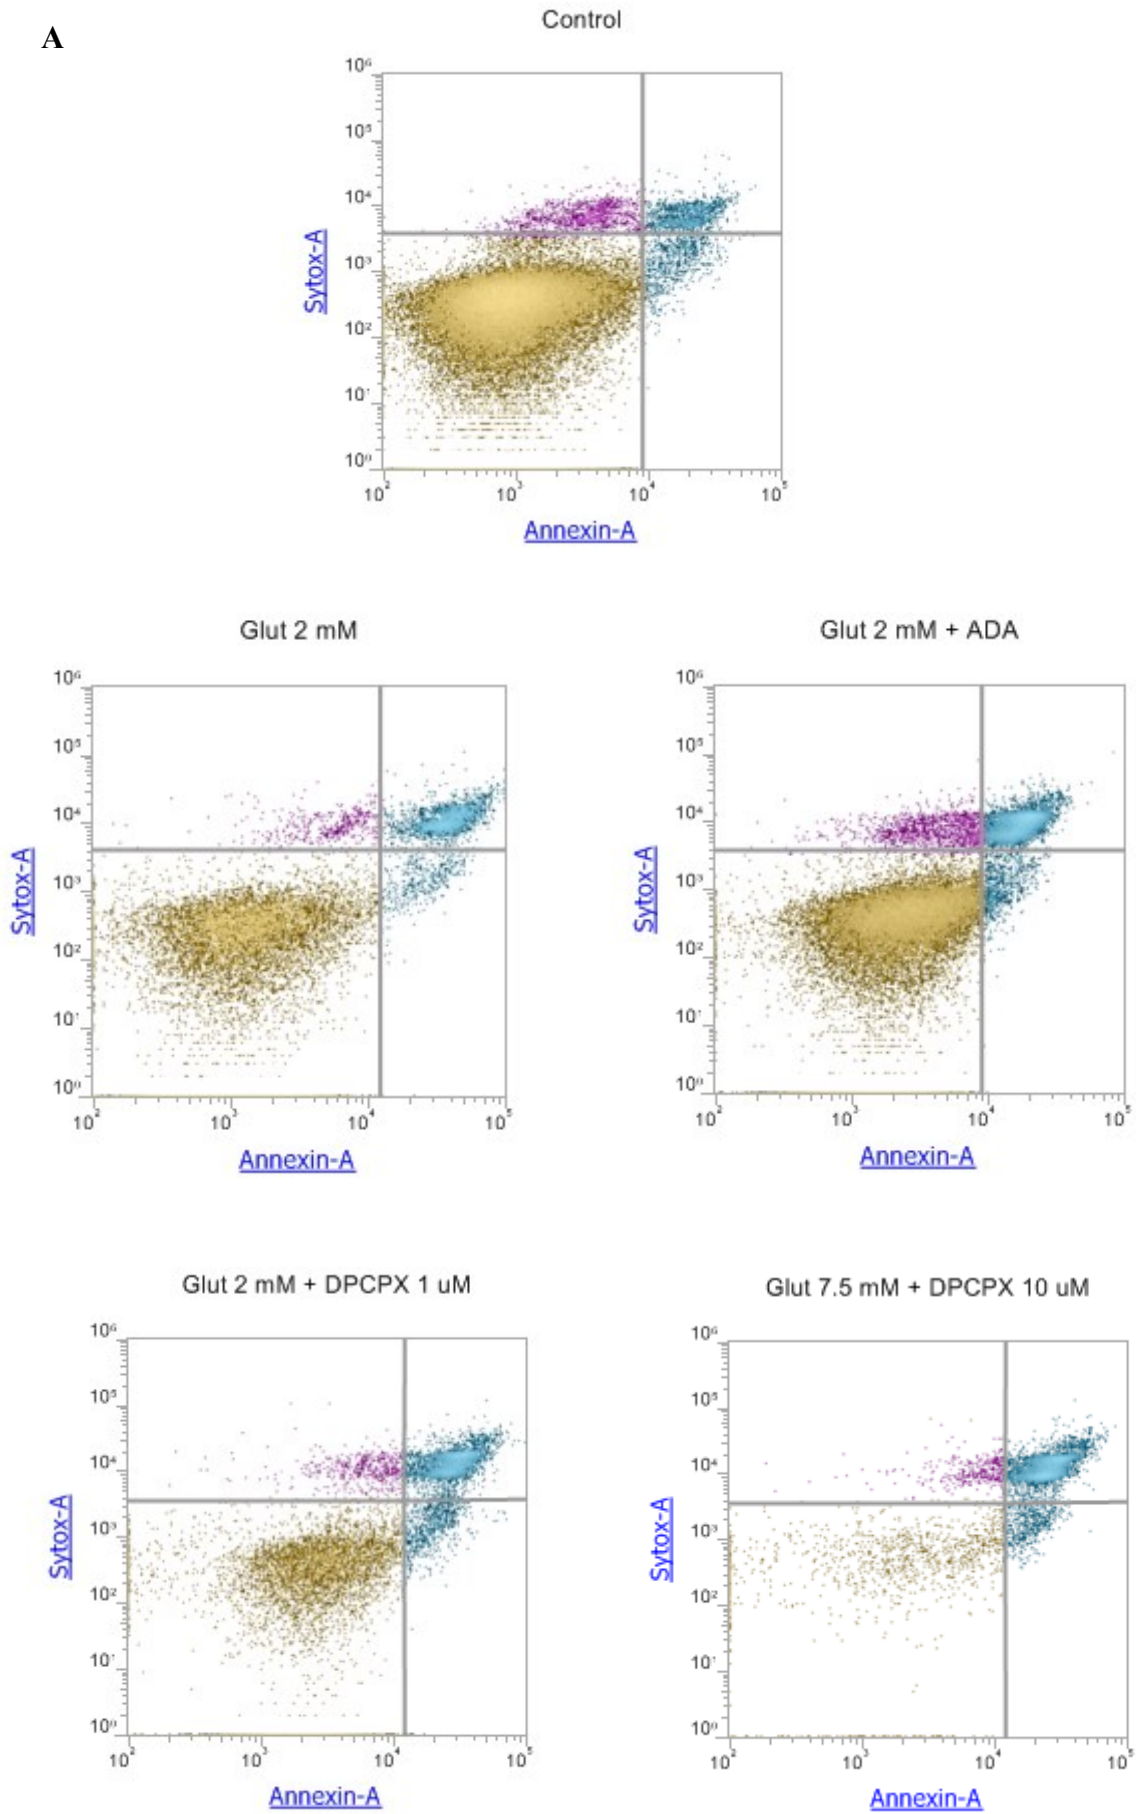 A
Control
10⁶
10⁵
10⁴
10³
10²
10¹
10⁰
Sytox-A
10² 10³ 10⁴ 10⁵
Annexin-A
Glut 2 mM
10⁶
10⁵
10⁴
10³
10²
10¹
10⁰
Sytox-A
10² 10³ 10⁴ 10⁵
Annexin-A
Glut 2 mM + ADA
10⁶
10⁵
10⁴
10³
10²
10¹
10⁰
Sytox-A
10² 10³ 10⁴ 10⁵
Annexin-A
Glut 2 mM + DPCPX 1 uM
10⁶
10⁵
10⁴
10³
10²
10¹
10⁰
Sytox-A
10² 10³ 10⁴ 10⁵
Annexin-A
Glut 7.5 mM + DPCPX 10 uM
10⁶
10⁵
10⁴
10³
10²
10¹
10⁰
Sytox-A
10² 10³ 10⁴ 10⁵
Annexin-A